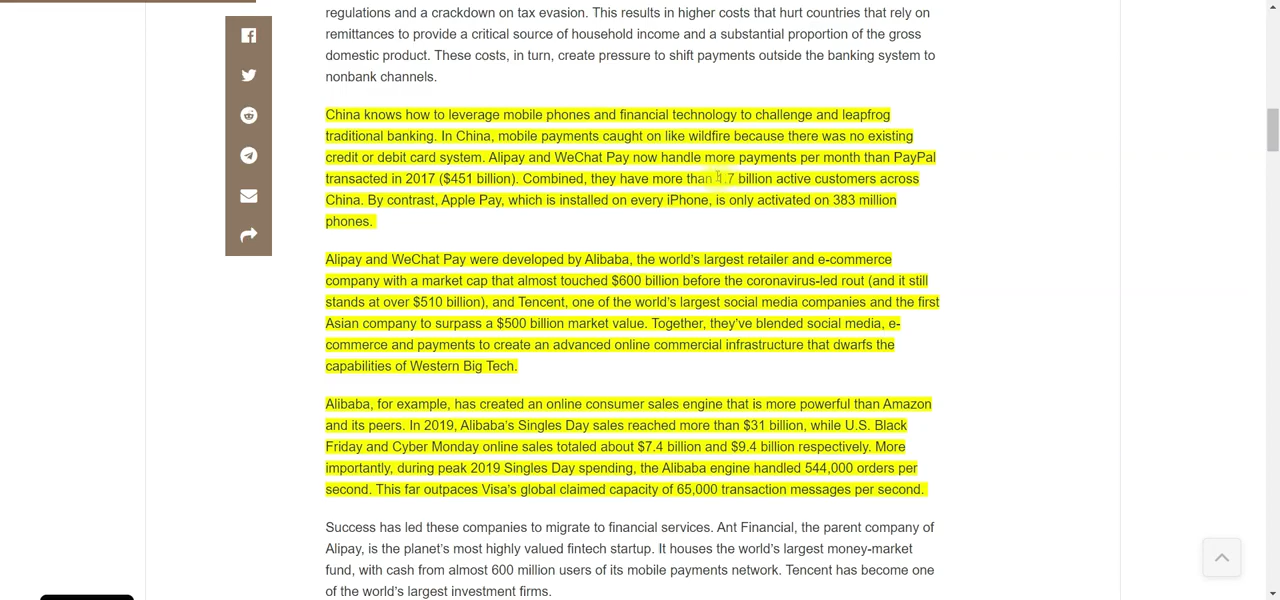 regulations and a crackdown on tax evasion. This results in higher costs that hurt countries that rely on
remittances to provide a critical source of household income and a substantial proportion of the gross
domestic product. These costs, in turn, create pressure to shift payments outside the banking system to
nonbank channels.
China knows how to leverage mobile phones and financial technology to challenge and leapfrog
traditional banking. In China, mobile payments caught on like wildfire because there was no existing
credit or debit card system. Alipay and WeChat Pay now handle more payments per month than PayPal
transacted in 2017 ($451 billion). Combined, they have more than 1.7 billion active customers across
China. By contrast, Apple Pay, which is installed on every iPhone, is only activated on 383 million
phones.
Alipay and WeChat Pay were developed by Alibaba, the world's largest retailer and e-commerce
company with a market cap that almost touched $600 billion before the coronavirus-led rout (and it still
stands at over $510 billion), and Tencent, one of the world's largest social media companies and the first
Asian company to surpass a $500 billion market value. Together, they've blended social media, e-
commerce and payments to create an advanced online commercial infrastructure that dwarfs the
capabilities of Western Big Tech.
Alibaba, for example, has created an online consumer sales engine that is more powerful than Amazon
and its peers. In 2019, Alibaba's Singles Day sales reached more than $31 billion, while U.S. Black
Friday and Cyber Monday online sales totaled about $7.4 billion and $9.4 billion respectively. More
importantly, during peak 2019 Singles Day spending, the Alibaba engine handled 544,000 orders per
second. This far outpaces Visa's global claimed capacity of 65,000 transaction messages per second.
Success has led these companies to migrate to financial services. Ant Financial, the parent company of
Alipay, is the planet's most highly valued fintech startup. It houses the world's largest money-market
fund, with cash from almost 600 million users of its mobile payments network. Tencent has become one
of the world's largest investment firms.